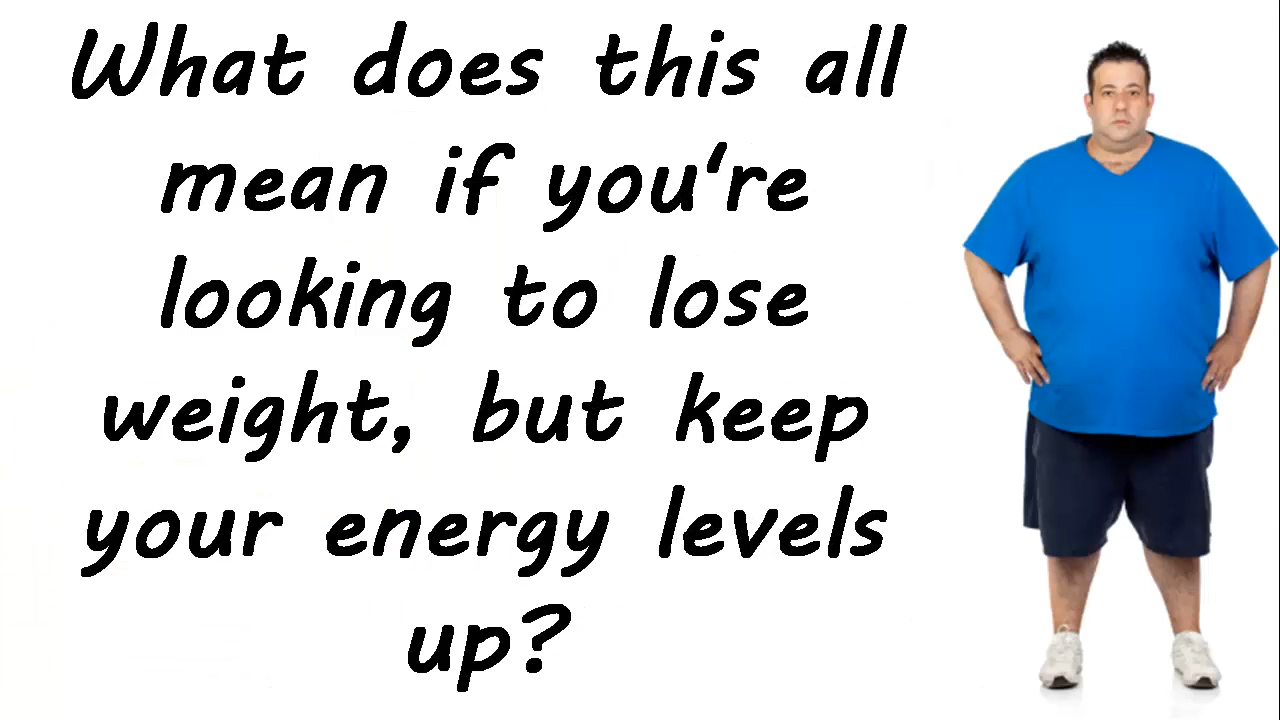 What does this all
mean if you're
looking to lose
weight, but keep
your energy levels
up?